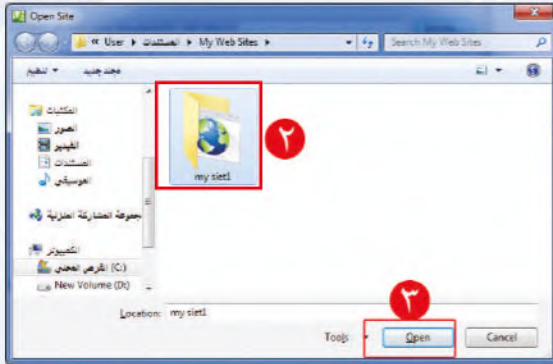 Open Site
« User ▸ المستندات ▸ My Web Sites ▸ Search My Web Sites
تنظيم ▾ مجلد جديد
المكتبات
الصور
الفيديو
المستندات
الموسيقى
مجموعة المشاركة المنزلية
الكمبيوتر
القرص المحلي (C:)
New Volume (D:)
my siet1
٢
Location: my siet1
٣
Tools ▾ Open Cancel